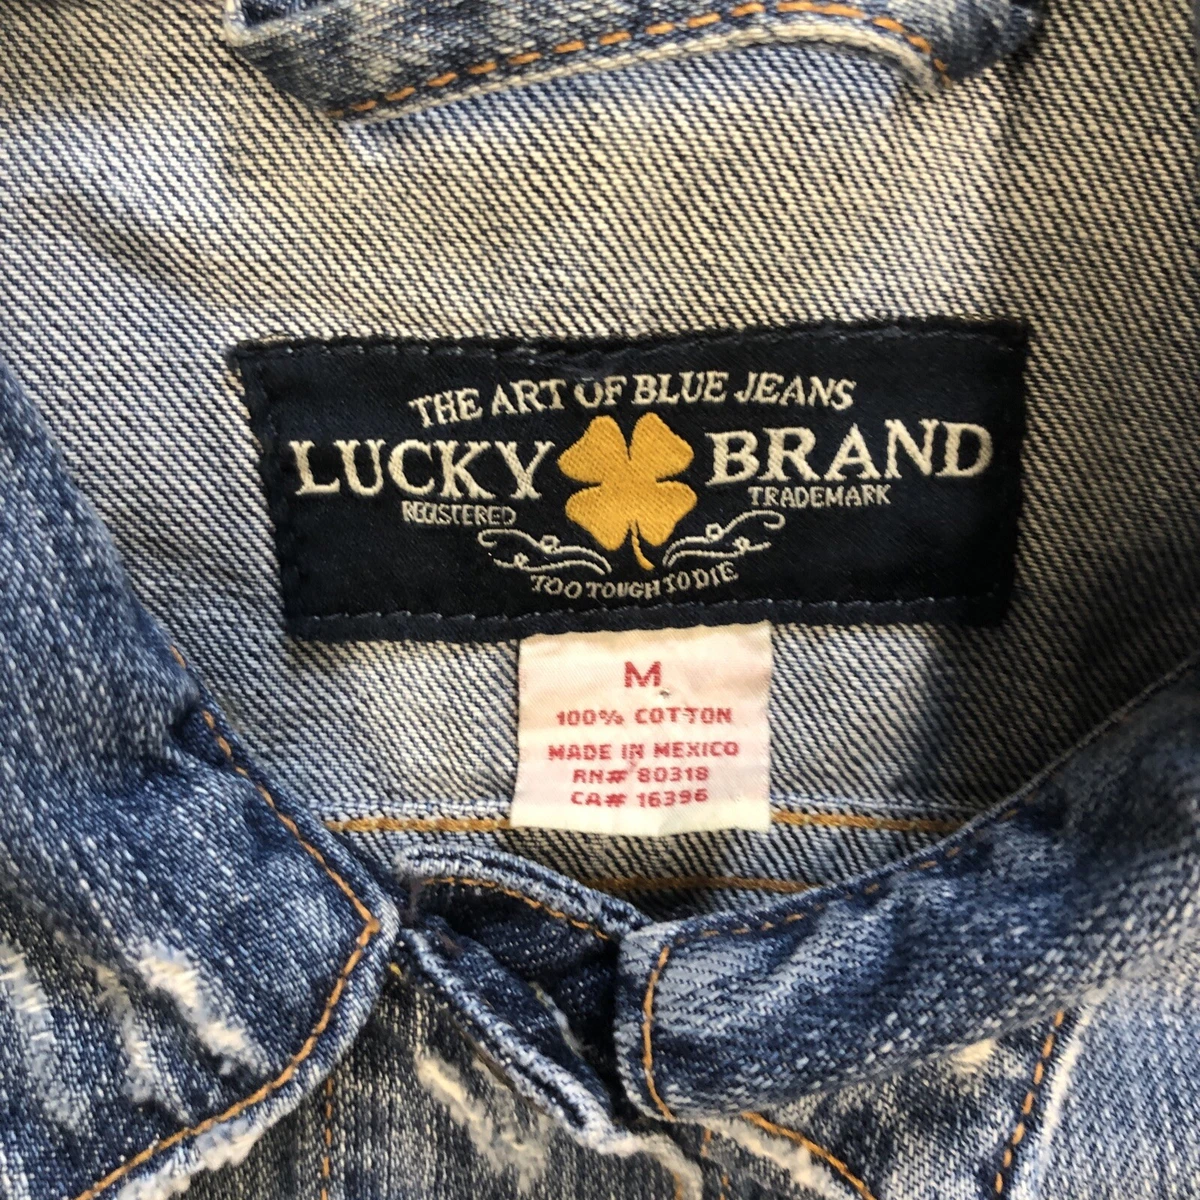 THE ART OF BLUE JEANS
LUCKY BRAND
REGISTERED TRADEMARK
TOO TOUGH TO DIE
M
100% COTTON
MADE IN MEXICO
RN# 80318
CA# 16396